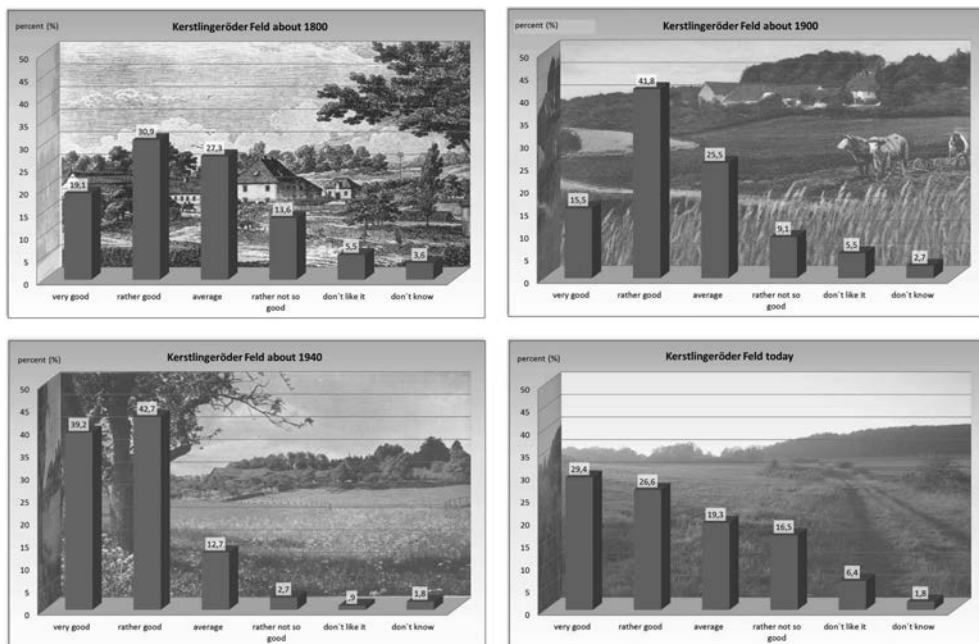 percent (%)
Kerstlingeröder Feld about 1800
50
45
40
35
30
25
20
15
10
5
0
19,1
30,9
27,3
13,6
5,5
3,6
very good
rather good
average
rather not so
good
don´t like it
don´t know
percent (%)
Kerstlingeröder Feld about 1900
50
45
40
35
30
25
20
15
10
5
0
15,5
41,8
25,5
9,1
5,5
2,7
very good
rather good
average
rather not so
good
don´t like it
don´t know
percent (%)
Kerstlingeröder Feld about 1940
50
45
40
35
30
25
20
15
10
5
0
39,2
42,7
12,7
2,7
,9
1,8
very good
rather good
average
rather not so
good
don´t like it
don´t know
percent (%)
Kerstlingeröder Feld today
50
45
40
35
30
25
20
15
10
5
0
29,4
26,6
19,3
16,5
6,4
1,8
very good
rather good
average
rather not so
good
don´t like it
don´t know